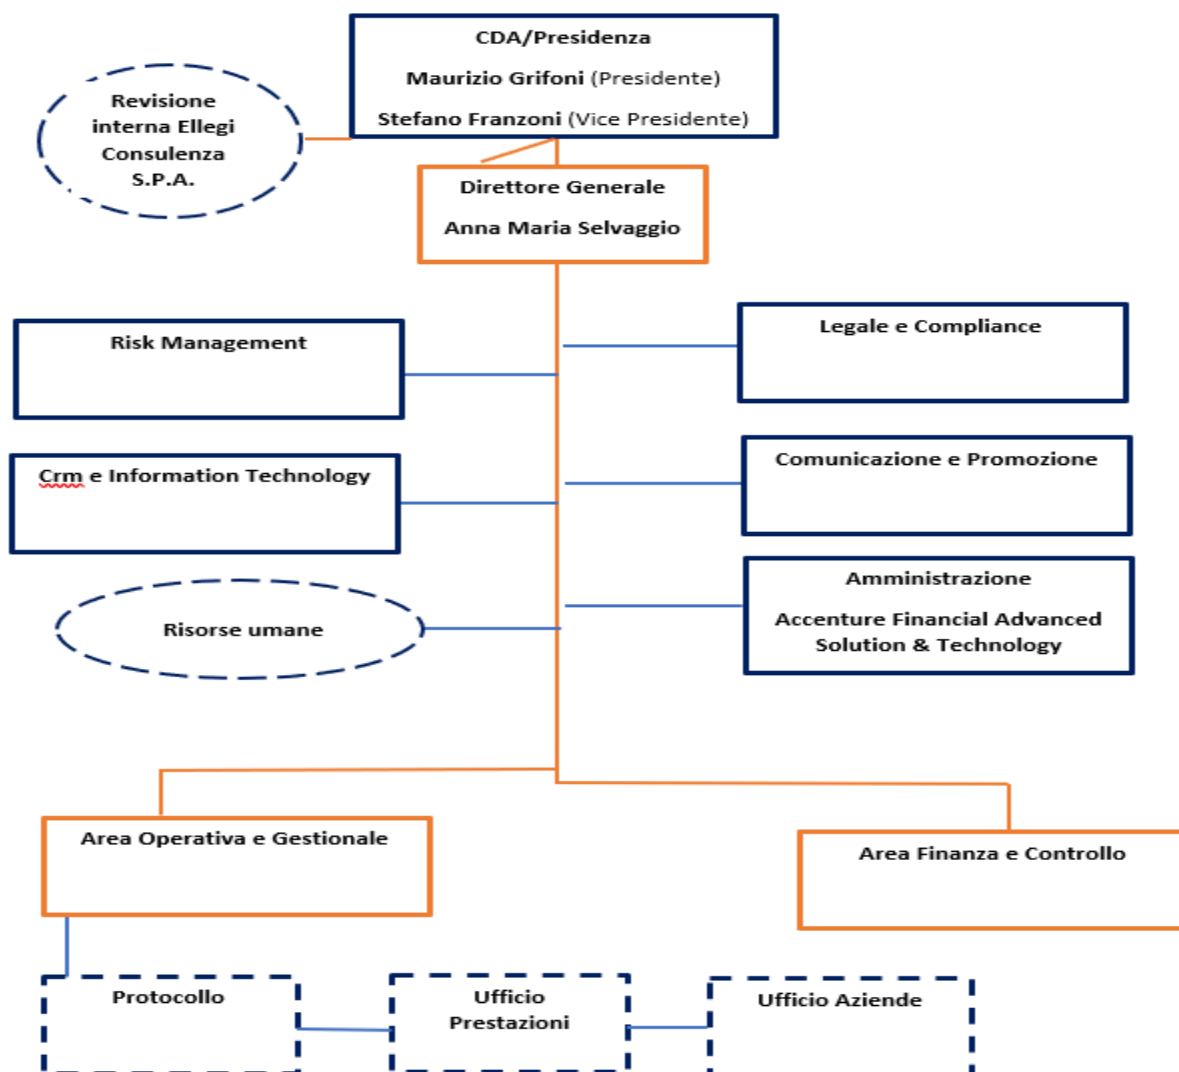 CDA/Presidenza
Maurizio Grifoni (Presidente)
Stefano Franzoni (Vice Presidente)
Revisione
interna Ellegi
Consulenza
S.P.A.
Direttore Generale
Anna Maria Selvaggio
Risk Management
Legale e Compliance
Crm e Information Technology
Comunicazione e Promozione
Risorse umane
Amministrazione
Accenture Financial Advanced
Solution & Technology
Area Operativa e Gestionale
Area Finanza e Controllo
Protocollo
Ufficio
Prestazioni
Ufficio Aziende